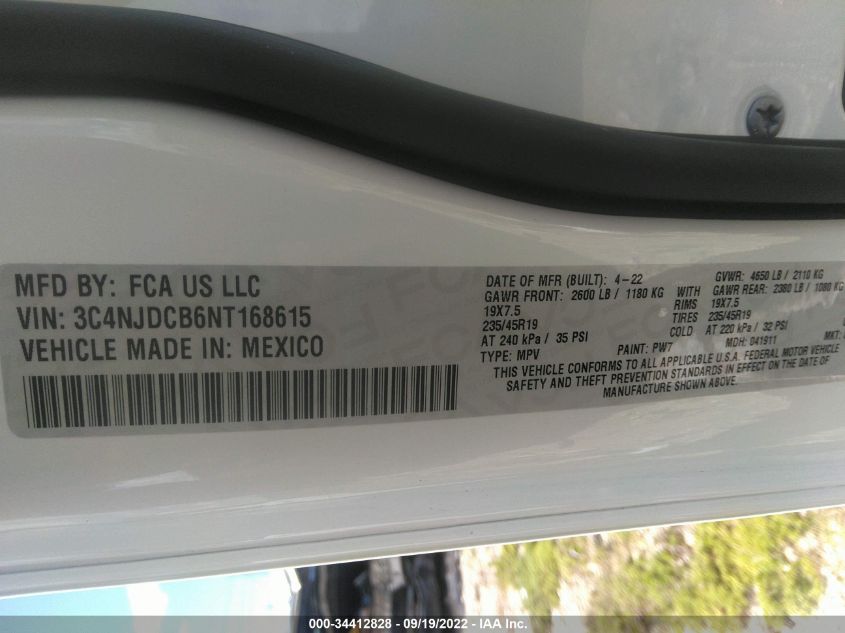 MFD BY: FCA US LLC
VIN: 3C4NJDCB6NT168615
VEHICLE MADE IN: MEXICO
DATE OF MFR (BUILT): 4-22 GVWR: 4650 LB / 2110 KG
GAWR FRONT: 2600 LB / 1180 KG WITH GAWR REAR: 2380 LB / 1080 KG
19X7.5 RIMS 19X7.5
235/45R19 TIRES 235/45R19
AT 240 kPa / 35 PSI COLD AT 220 kPa / 32 PSI
TYPE: MPV PAINT: PW7 MDH: 041911 MKT:
THIS VEHICLE CONFORMS TO ALL APPLICABLE U.S.A. FEDERAL MOTOR VEHICLE
SAFETY AND THEFT PREVENTION STANDARDS IN EFFECT ON THE DATE OF
MANUFACTURE SHOWN ABOVE.
000-34412828 - 09/19/2022 - IAA Inc.